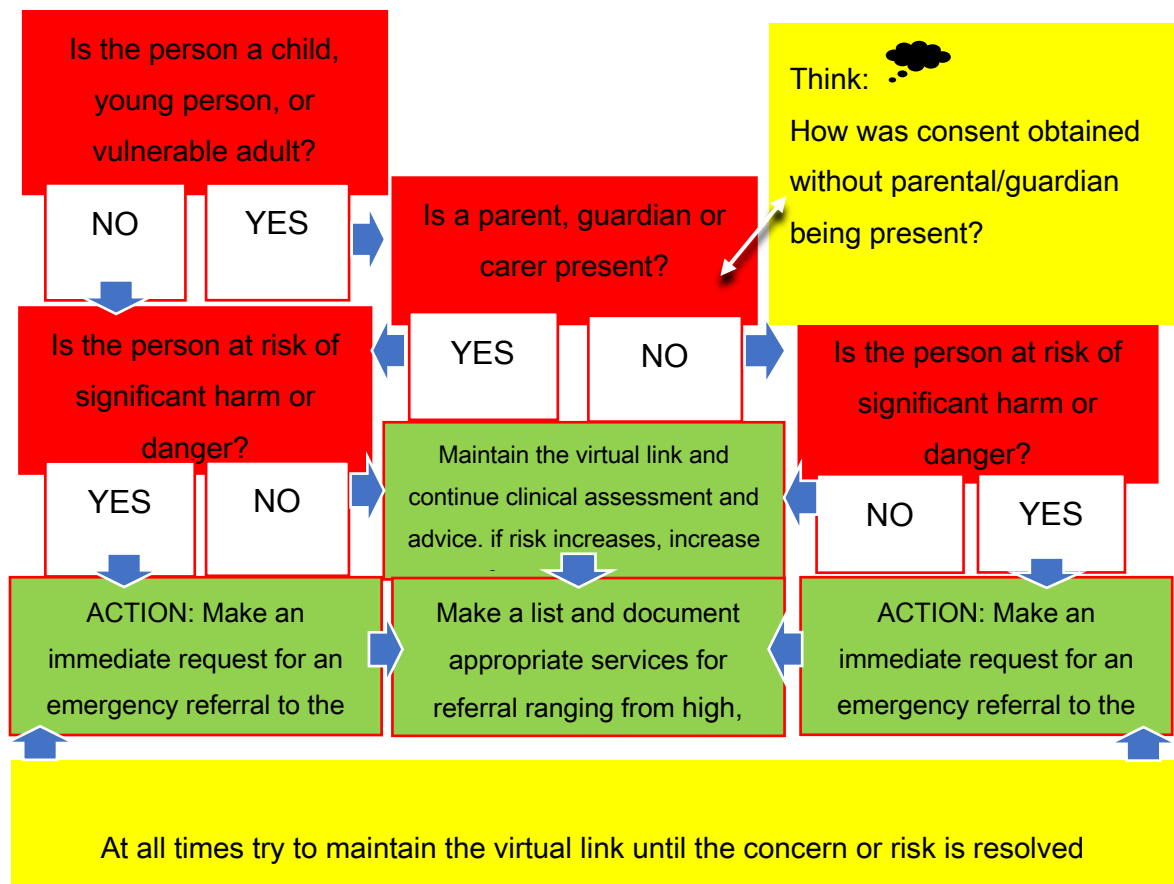 Is the person a child,
young person, or
vulnerable adult?
NO
YES
Is a parent, guardian or
carer present?
Think:
How was consent obtained
without parental/guardian
being present?
Is the person at risk of
significant harm or
danger?
YES
NO
Is the person at risk of
significant harm or
danger?
YES
NO
Maintain the virtual link and
continue clinical assessment and
advice. if risk increases, increase
NO
YES
ACTION: Make an
immediate request for an
emergency referral to the
Make a list and document
appropriate services for
referral ranging from high,
ACTION: Make an
immediate request for an
emergency referral to the
At all times try to maintain the virtual link until the concern or risk is resolved